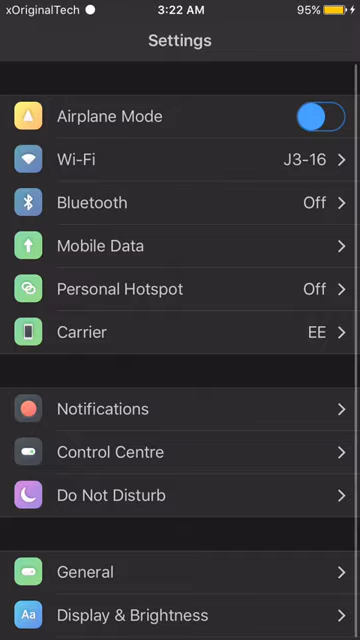 xOriginalTech 3:22 AM 95%
Settings
Airplane Mode
Wi-Fi J3-16
Bluetooth Off
Mobile Data
Personal Hotspot Off
Carrier EE
Notifications
Control Centre
Do Not Disturb
General
Aa Display & Brightness